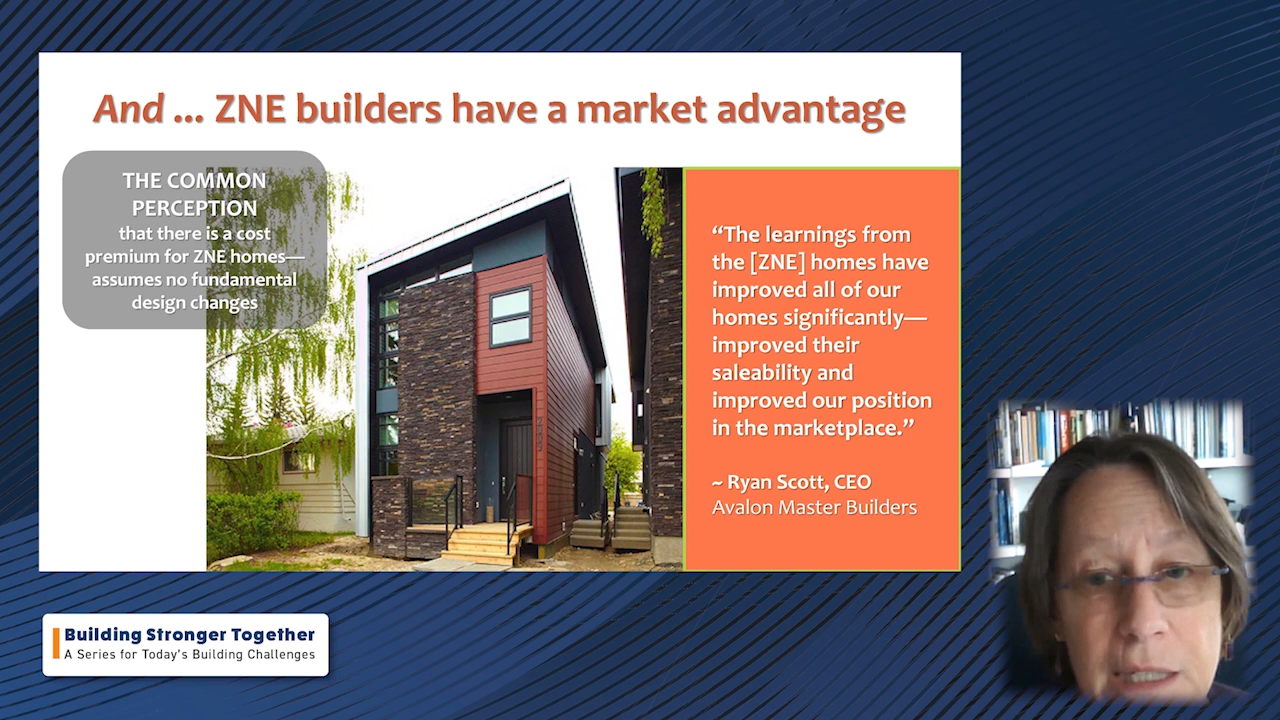 And ... ZNE builders have a market advantage
THE COMMON
PERCEPTION
that there is a cost
premium for ZNE homes—
assumes no fundamental
design changes
“The learnings from
the [ZNE] homes have
improved all of our
homes significantly—
improved their
saleability and
improved our position
in the marketplace.”
~ Ryan Scott, CEO
Avalon Master Builders
Building Stronger Together
A Series for Today's Building Challenges